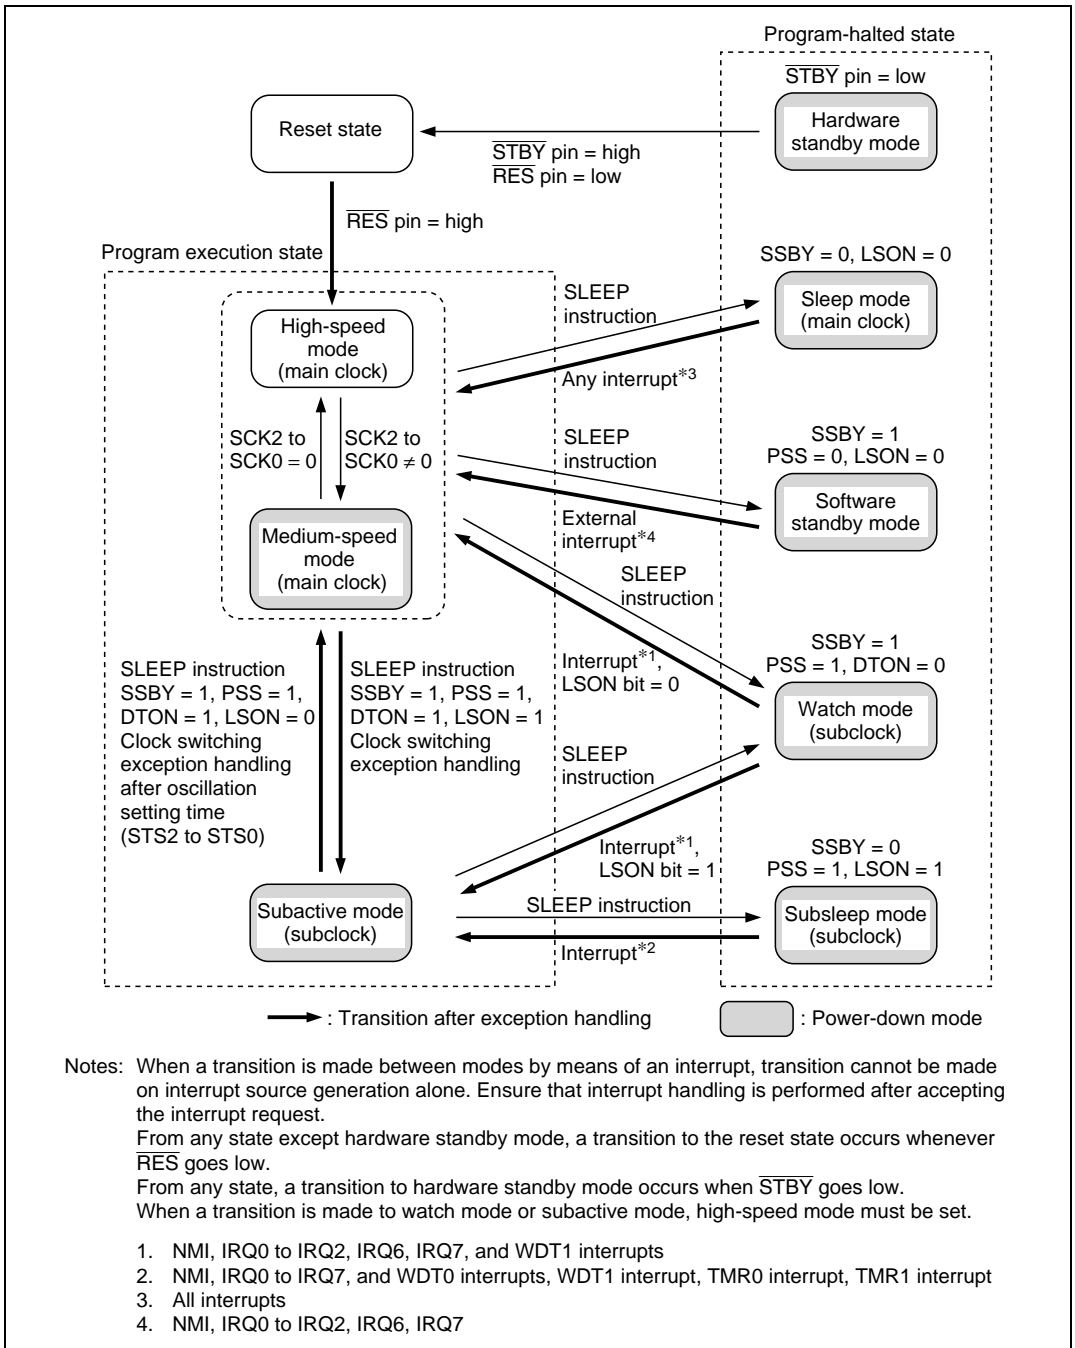 Program-halted state
STBY pin = low
Reset state
Hardware
standby mode
STBY pin = high
RES pin = low
RES pin = high
Program execution state
SSBY = 0, LSON = 0
SLEEP
instruction
Sleep mode
(main clock)
High-speed
mode
(main clock)
Any interrupt*3
SCK2 to
SCK0 = 0
SCK2 to
SCK0 ≠ 0
SLEEP
instruction
SSBY = 1
PSS = 0, LSON = 0
Software
standby mode
External
interrupt*4
Medium-speed
mode
(main clock)
SLEEP
instruction
SSBY = 1
PSS = 1, DTON = 0
Interrupt*1,
LSON bit = 0
Watch mode
(subclock)
SLEEP instruction
SSBY = 1, PSS = 1,
DTON = 1, LSON = 0
Clock switching
exception handling
after oscillation
setting time
(STS2 to STS0)
SLEEP instruction
SSBY = 1, PSS = 1,
DTON = 1, LSON = 1
Clock switching
exception handling
SLEEP
instruction
Interrupt*1,
LSON bit = 1
SSBY = 0
PSS = 1, LSON = 1
Subactive mode
(subclock)
SLEEP instruction
Subsleep mode
(subclock)
Interrupt*2
: Transition after exception handling
: Power-down mode
Notes: When a transition is made between modes by means of an interrupt, transition cannot be made
on interrupt source generation alone. Ensure that interrupt handling is performed after accepting
the interrupt request.
From any state except hardware standby mode, a transition to the reset state occurs whenever
RES goes low.
From any state, a transition to hardware standby mode occurs when STBY goes low.
When a transition is made to watch mode or subactive mode, high-speed mode must be set.
1. NMI, IRQ0 to IRQ2, IRQ6, IRQ7, and WDT1 interrupts
2. NMI, IRQ0 to IRQ7, and WDT0 interrupts, WDT1 interrupt, TMR0 interrupt, TMR1 interrupt
3. All interrupts
4. NMI, IRQ0 to IRQ2, IRQ6, IRQ7